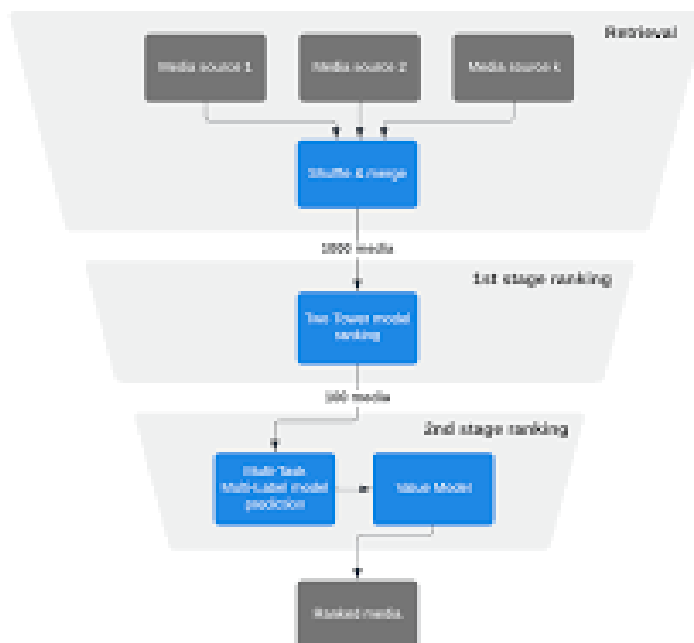 Retrieval
Media source 1
Media source 2
Media source k
Shuffle & merge
1000 media
1st stage ranking
Two Tower model
ranking
100 media
2nd stage ranking
Multi-Task
Multi-Label model
prediction
Value Model
Ranked media.